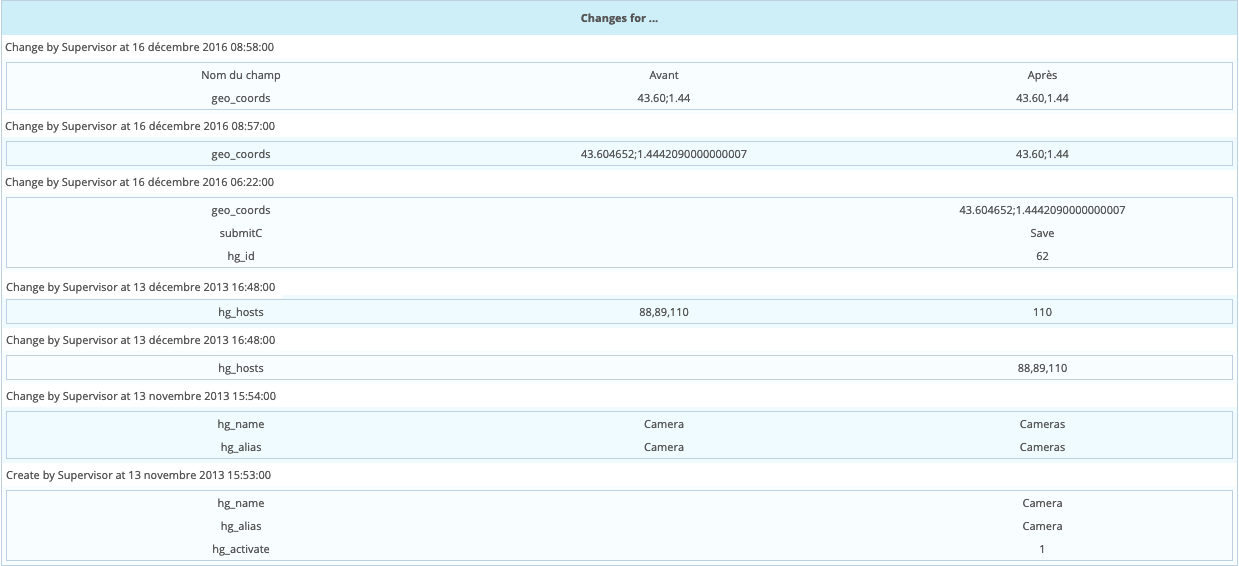 Changes for ...
Change by Supervisor at 16 décembre 2016 08:58:00
Nom du champ Avant Après
geo_coords 43.60;1.44 43.60,1.44
Change by Supervisor at 16 décembre 2016 08:57:00
geo_coords 43.604652;1.4442090000000007 43.60;1.44
Change by Supervisor at 16 décembre 2016 06:22:00
geo_coords 43.604652;1.4442090000000007
submitC Save
hg_id 62
Change by Supervisor at 13 décembre 2013 16:48:00
hg_hosts 88,89,110 110
Change by Supervisor at 13 décembre 2013 16:48:00
hg_hosts 88,89,110
Change by Supervisor at 13 novembre 2013 15:54:00
hg_name Camera Cameras
hg_alias Camera Cameras
Create by Supervisor at 13 novembre 2013 15:53:00
hg_name Camera
hg_alias Camera
hg_activate 1